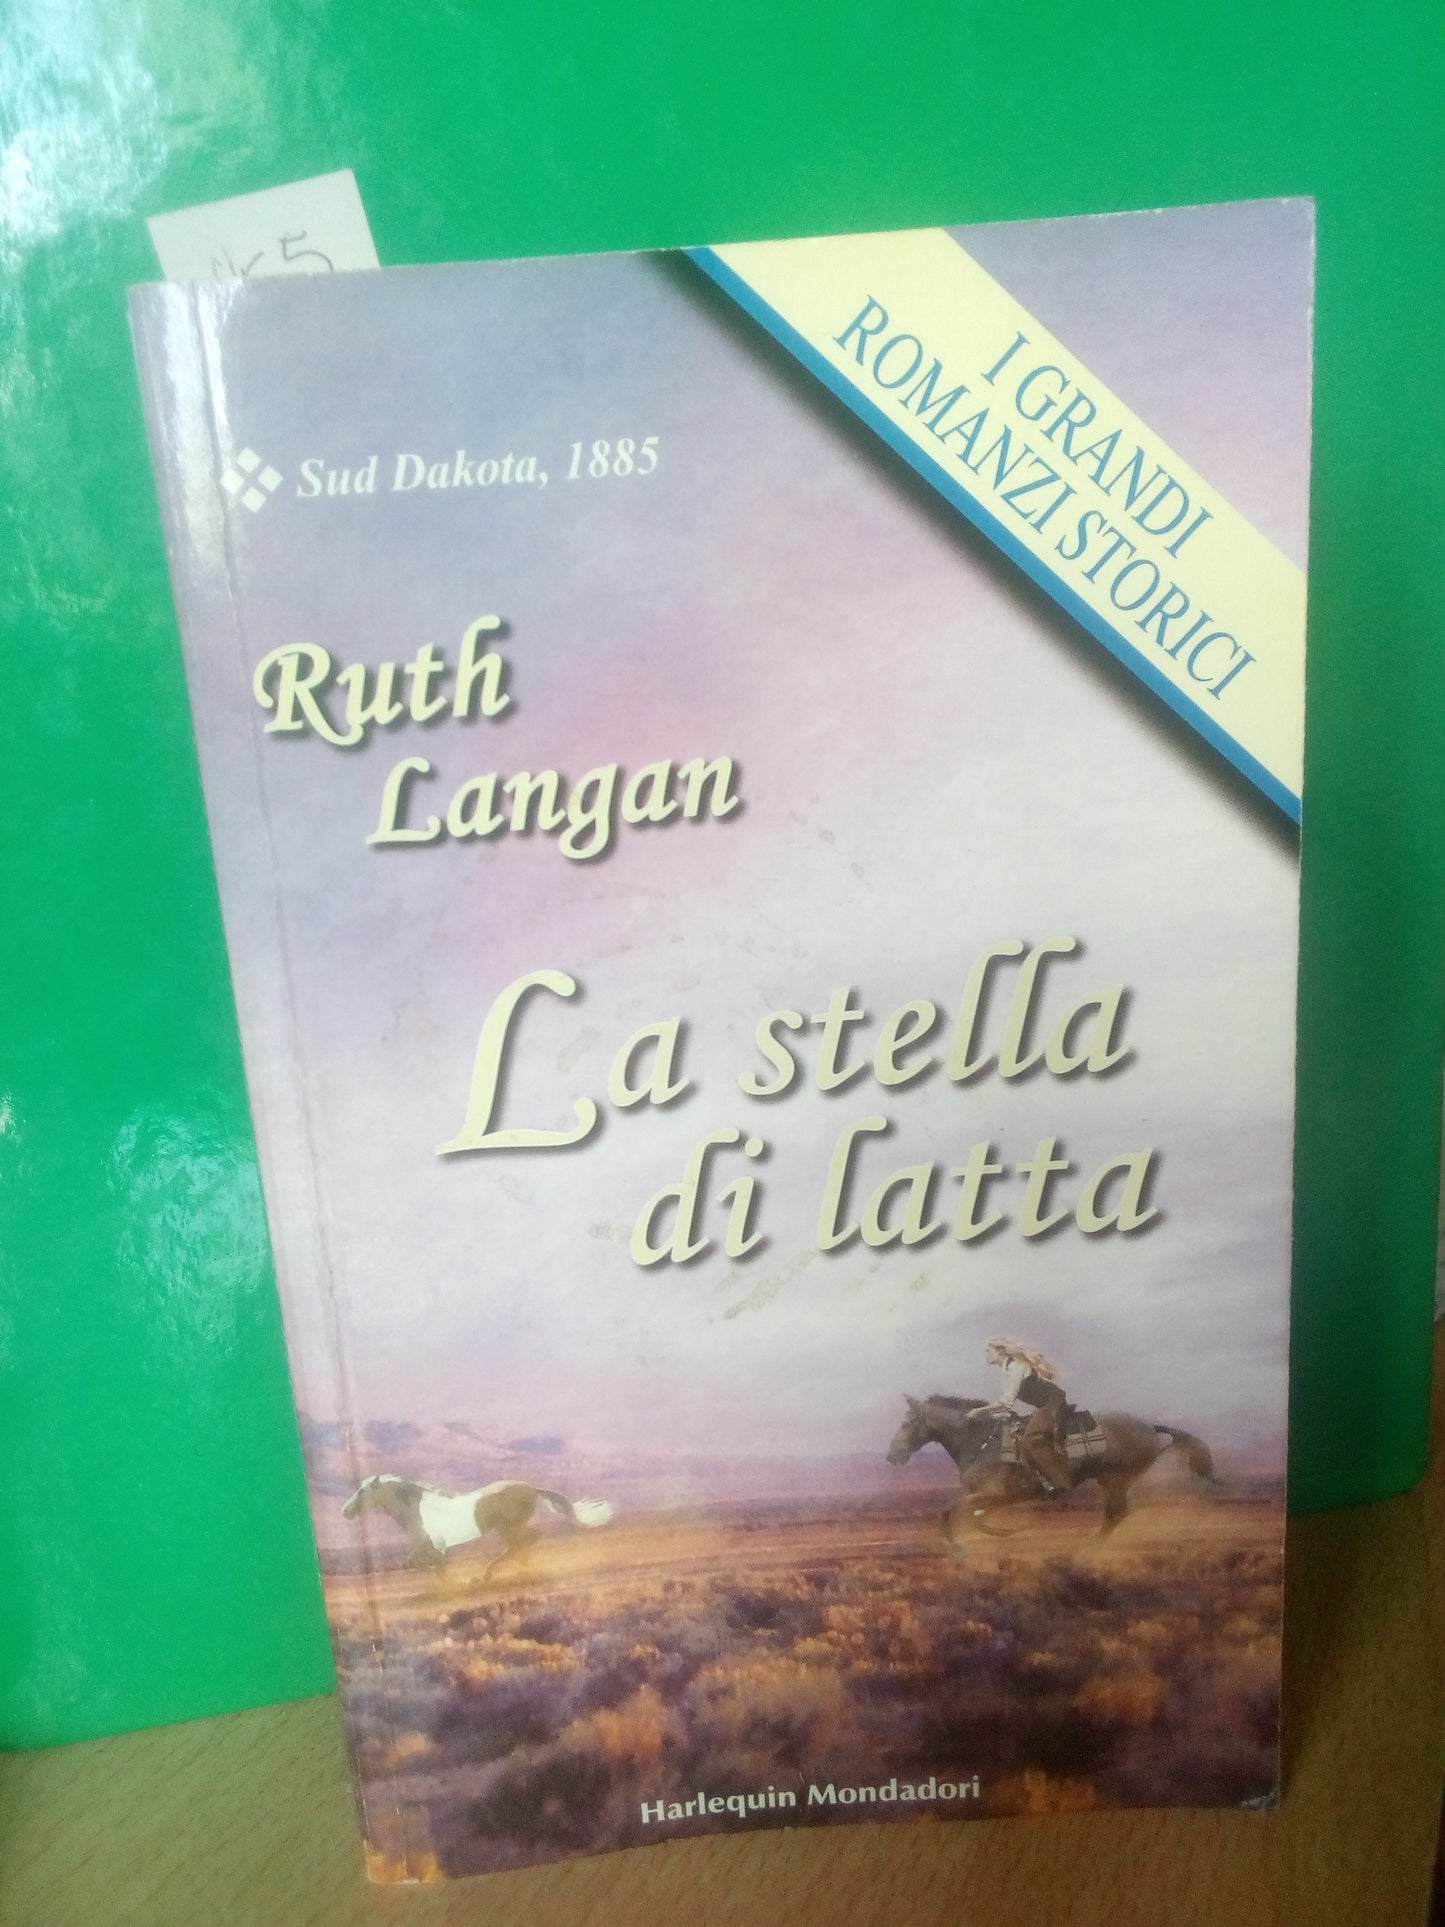 I GRANDI
ROMANZI STORICI
Sud Dakota, 1885
Ruth
Langan
La stella
di latta
Harlequin Mondadori